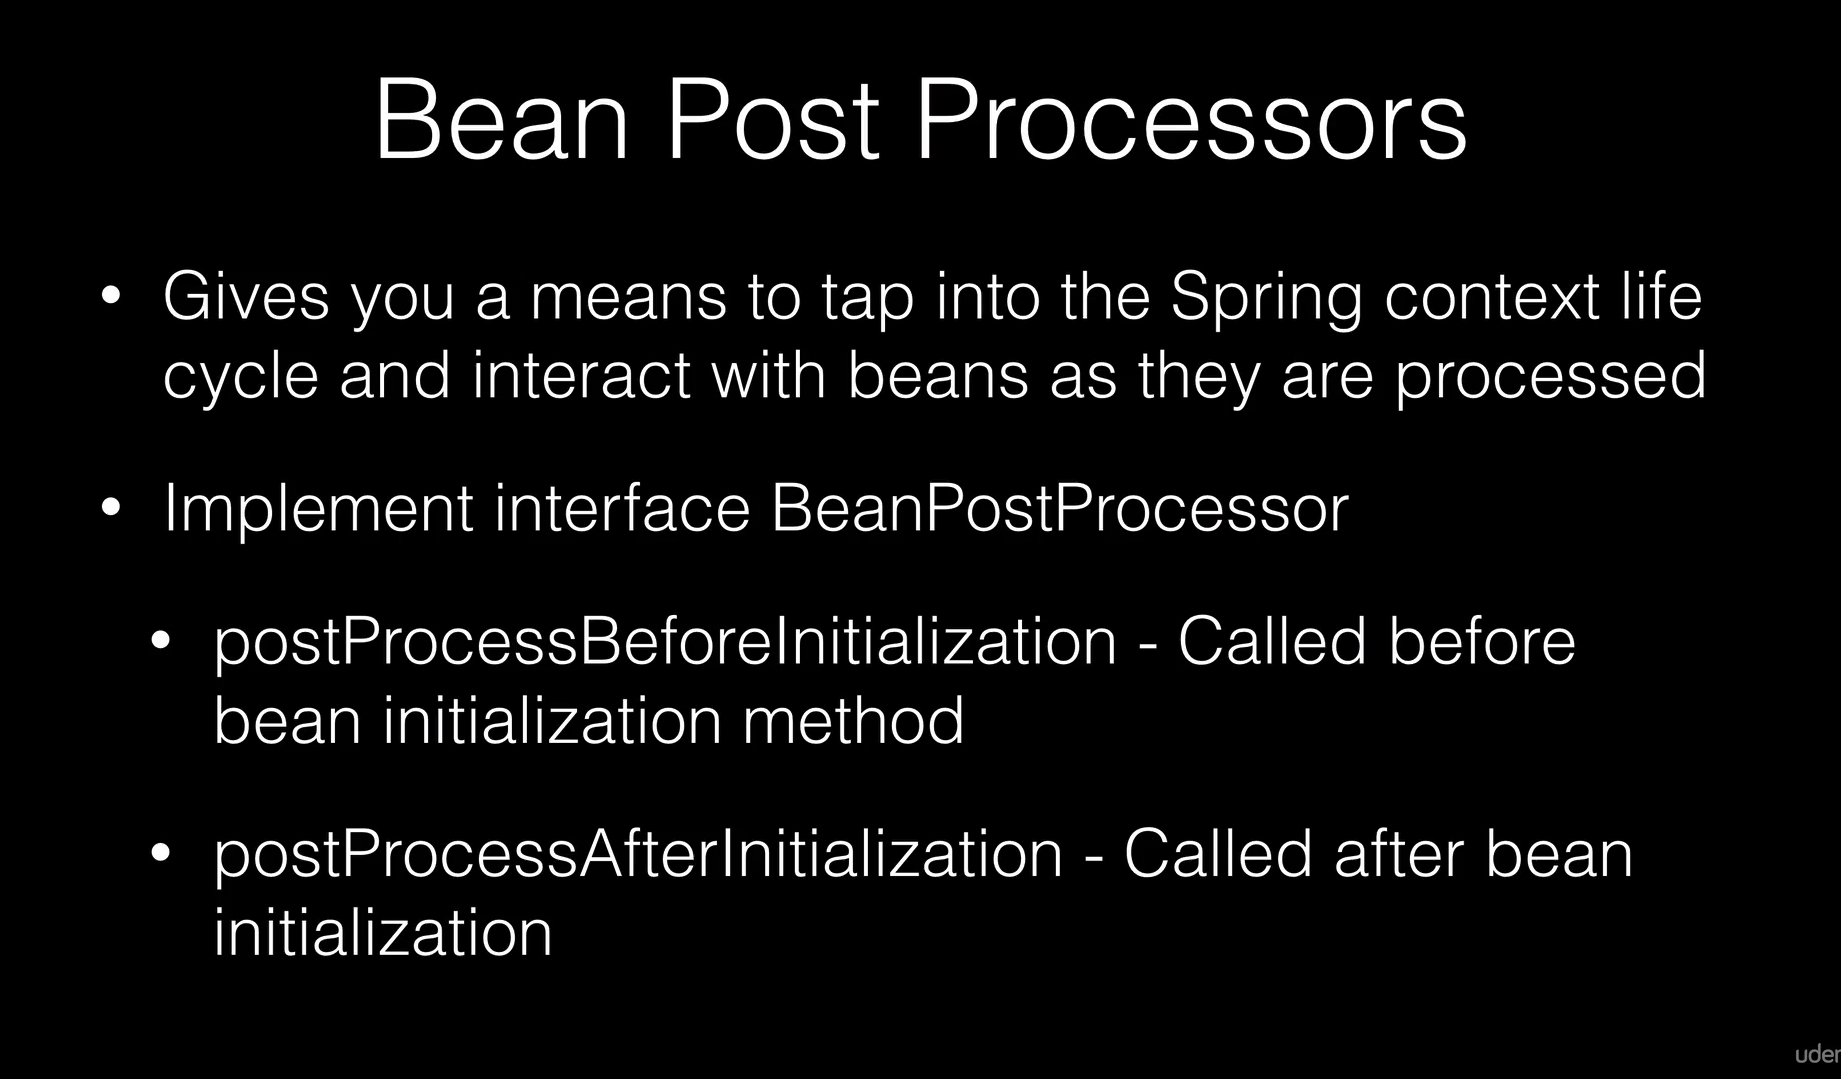 Bean Post Processors
• Gives you a means to tap into the Spring context life
cycle and interact with beans as they are processed
• Implement interface BeanPostProcessor
• postProcessBeforeInitialization - Called before
bean initialization method
• postProcessAfterInitialization - Called after bean
initialization
uder